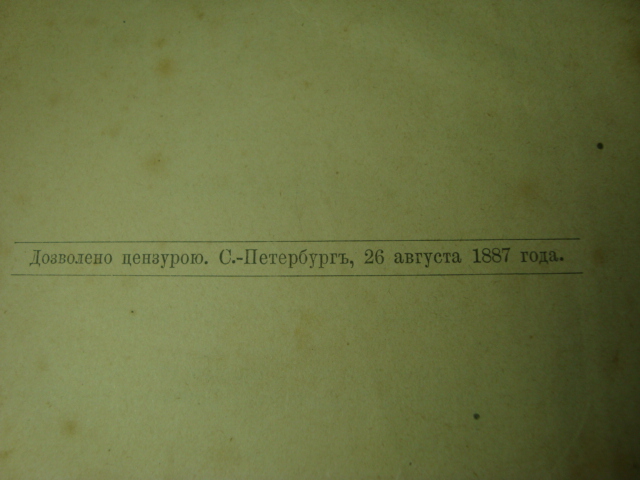 Дозволено цензурою. С.-Петербургъ, 26 августа 1887 года.